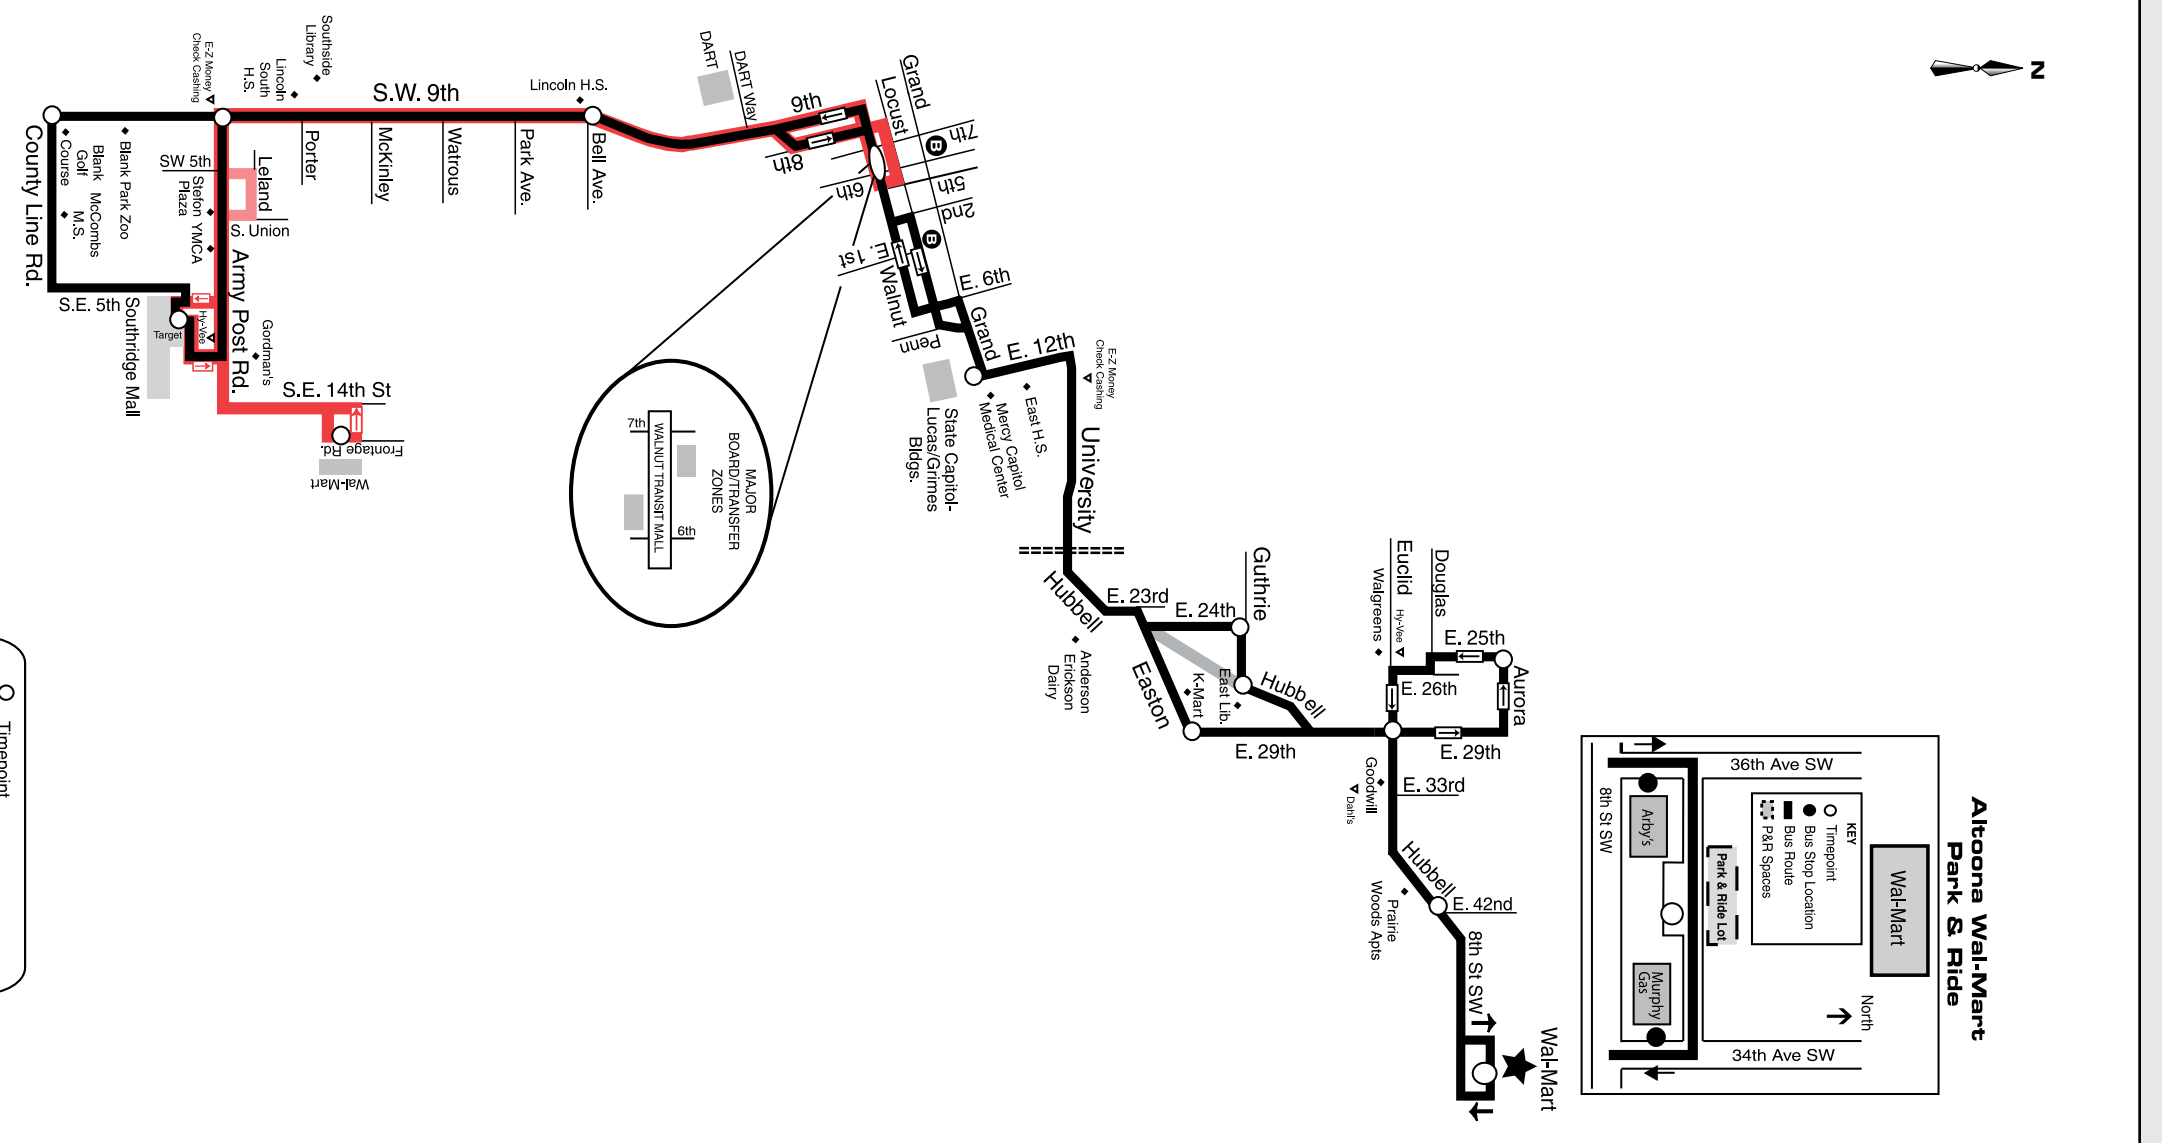 N
Southside
Library
Lincoln
South
H.S.
E-Z Money
Check Cashing
S.W. 9th
Lincoln H.S.
DART
DART Way
9th
8th
Grand
Locust
7th
6th
5th
2nd
B
B
E. 1st
Walnut
E. 6th
Grand
Penn
E. 12th
E-Z Money
Check Cashing
East H.S.
Mercy Capitol
Medical Center
State Capitol-
Lucas/Grimes
Bldgs.
University
County Line Rd.
Golf
Course
Blank
McCombs
M.S.
Blank Park Zoo
SW 5th
Leland
S. Union
Stefon
Plaza
YMCA
Porter
McKinley
Watrous
Park Ave.
Bell Ave.
Army Post Rd.
S.E. 5th
Southridge Mall
Target
Hy-Vee
Gordman's
S.E. 14th St
Frontage
Rd.
Wal-Mart
MAJOR
BOARD/TRANSFER
ZONES
7th
WALNUT TRANSIT MALL
6th
Hubbell
E. 23rd
E. 24th
Guthrie
Anderson
Erickson
Dairy
Easton
K-Mart
East Lib.
Hubbell
E. 29th
Euclid
Walgreens
Hy-Vee
Douglas
E. 25th
E. 26th
Aurora
E. 29th
Goodwill
Dahl's
E. 33rd
Hubbell
Prairie
Woods Apts
E. 42nd
8th St SW
Wal-Mart
Altoona Wal-Mart
Park & Ride
36th Ave SW
8th St SW
Arby's
Park & Ride Lot
KEY
Timepoint
Bus Stop Location
Bus Route
P&R Spaces
Wal-Mart
Murphy
Gas
North
34th Ave SW
Timepoint